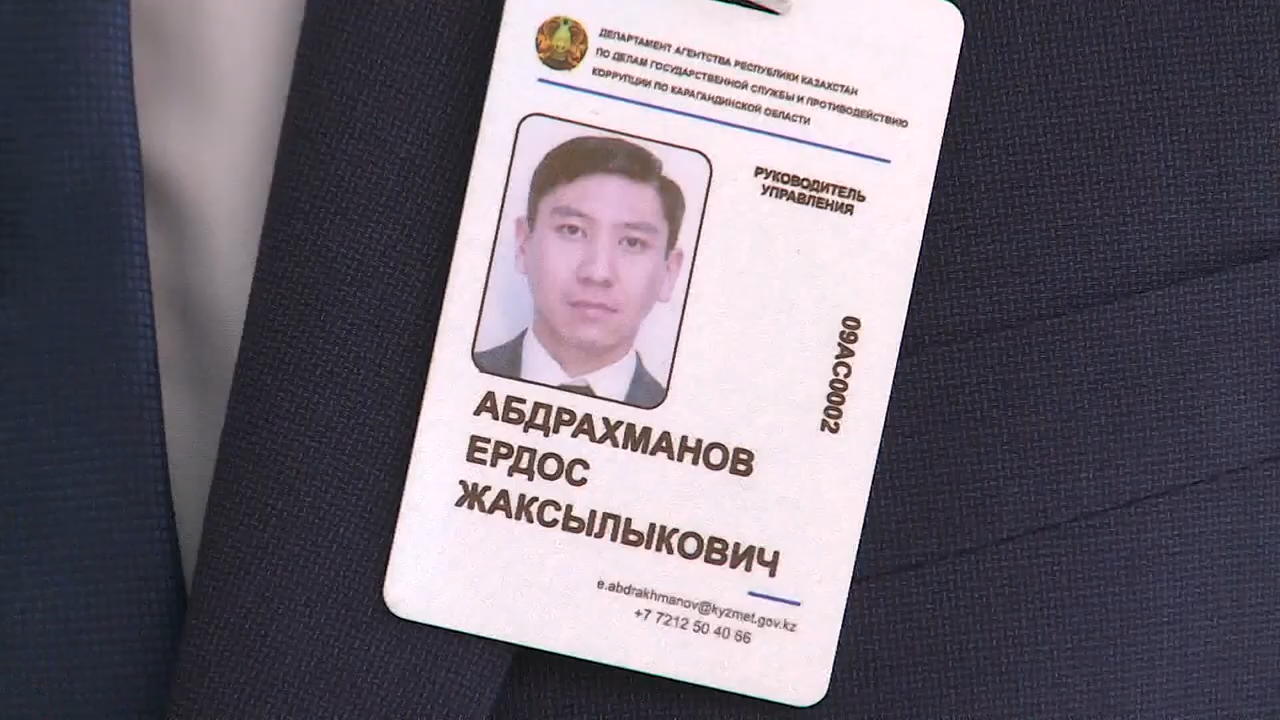 ДЕПАРТАМЕНТ АГЕНТСТВА РЕСПУБЛИКИ КАЗАХСТАН
ПО ДЕЛАМ ГОСУДАРСТВЕННОЙ СЛУЖБЫ И ПРОТИВОДЕЙСТВИЮ
КОРРУПЦИИ ПО КАРАГАНДИНСКОЙ ОБЛАСТИ
РУКОВОДИТЕЛЬ
УПРАВЛЕНИЯ
09AC0002
АБДРАХМАНОВ
ЕРДОС
ЖАКСЫЛЫКОВИЧ
e.abdrakhmanov@kyzmet.gov.kz
+7 7212 50 40 66